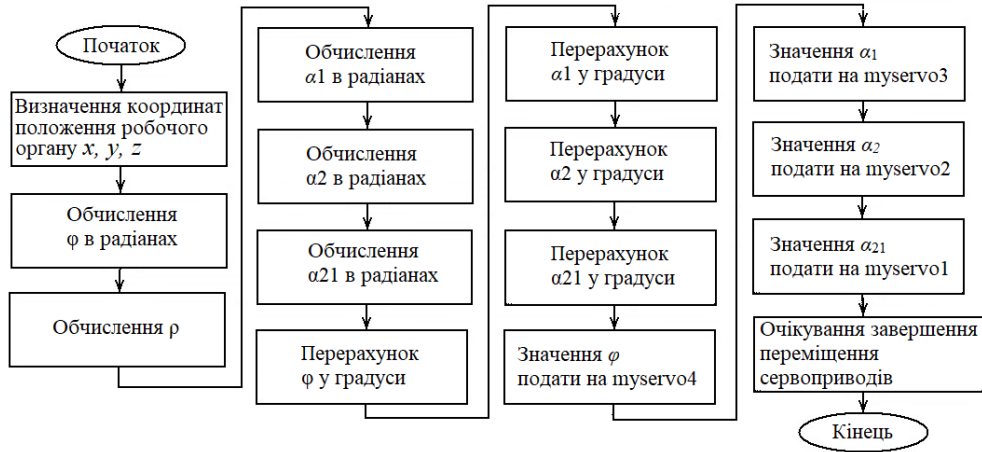 Початок
Визначення координат
положення робочого
органу x, y, z
Обчислення
φ в радіанах
Обчислення ρ
Обчислення
α1 в радіанах
Обчислення
α2 в радіанах
Обчислення
α21 в радіанах
Перерахунок
φ у градуси
Перерахунок
α1 у градуси
Перерахунок
α2 у градуси
Перерахунок
α21 у градуси
Значення φ
подати на myservo4
Значення α1
подати на myservo3
Значення α2
подати на myservo2
Значення α21
подати на myservo1
Очікування завершення
переміщення
сервоприводів
Кінець